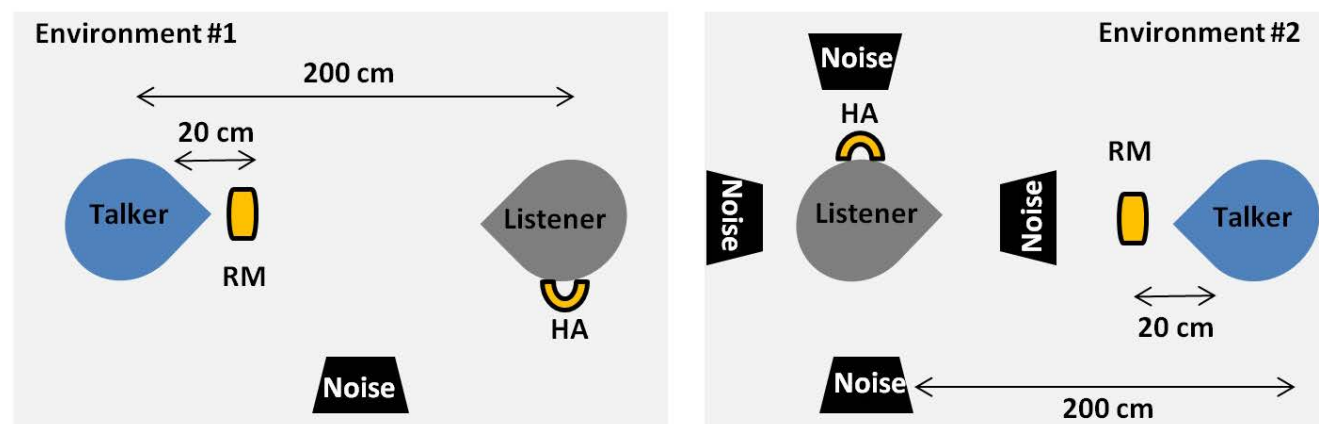 Environment #1
200 cm
20 cm
Talker
Listener
RM
HA
Noise
Environment #2
Noise
HA
RM
Noise
Listener
Noise
Talker
20 cm
Noise
200 cm